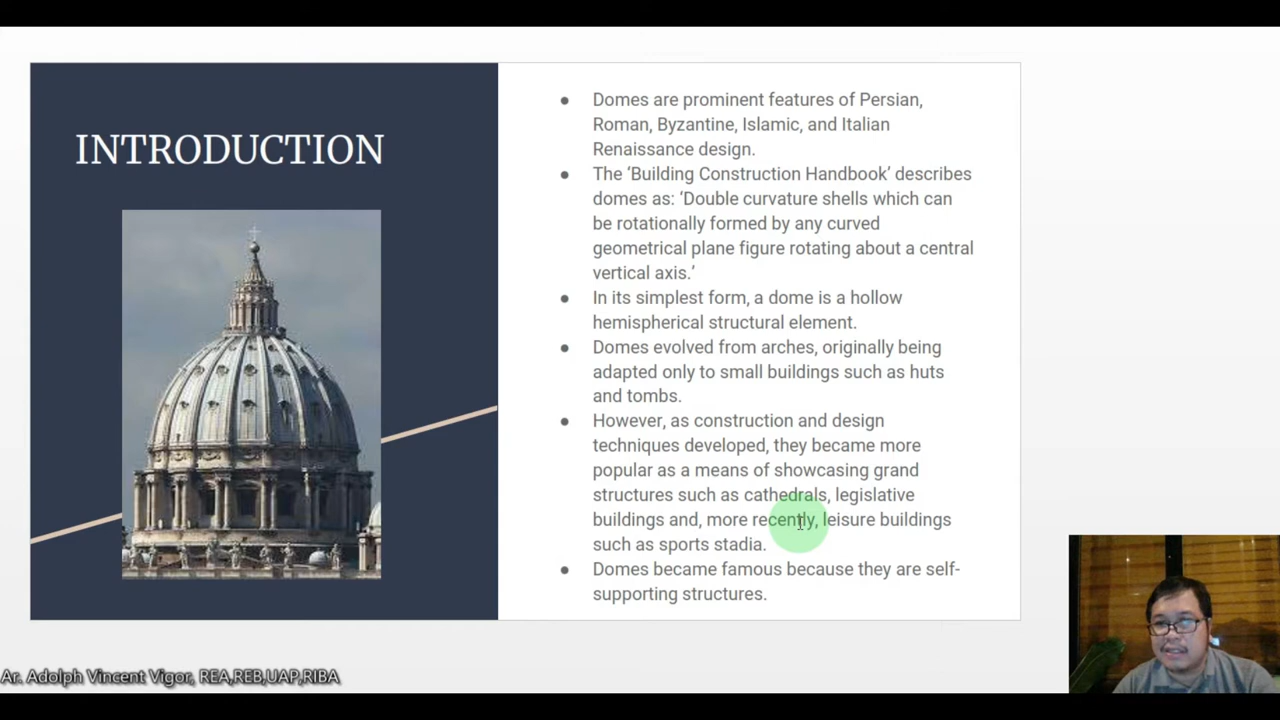 INTRODUCTION
● Domes are prominent features of Persian,
Roman, Byzantine, Islamic, and Italian
Renaissance design.
● The ‘Building Construction Handbook’ describes
domes as: ‘Double curvature shells which can
be rotationally formed by any curved
geometrical plane figure rotating about a central
vertical axis.’
● In its simplest form, a dome is a hollow
hemispherical structural element.
● Domes evolved from arches, originally being
adapted only to small buildings such as huts
and tombs.
● However, as construction and design
techniques developed, they became more
popular as a means of showcasing grand
structures such as cathedrals, legislative
buildings and, more recently, leisure buildings
such as sports stadia.
● Domes became famous because they are self-
supporting structures.
Ar. Adolph Vincent Vigor, REA,REB,UAP,RIBA